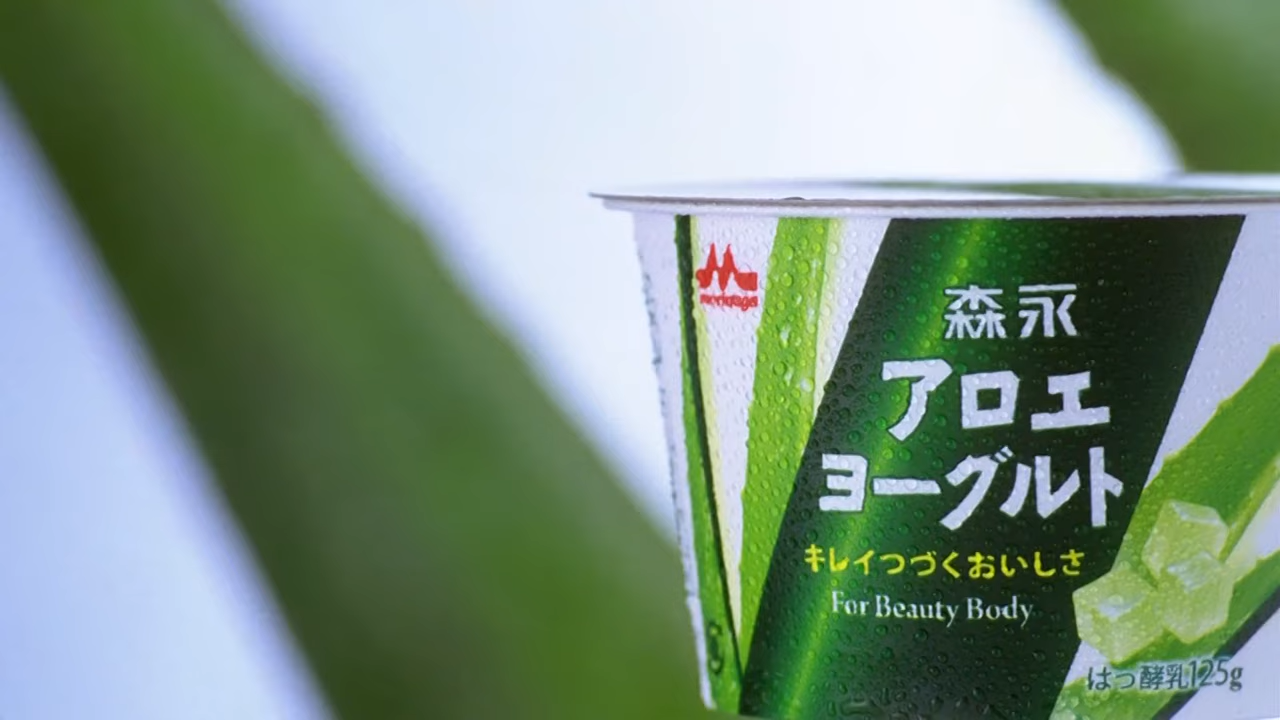 morinaga
森永
アロエ
ヨーグルト
キレイつづくおいしさ
For Beauty Body
はっ酵乳125g